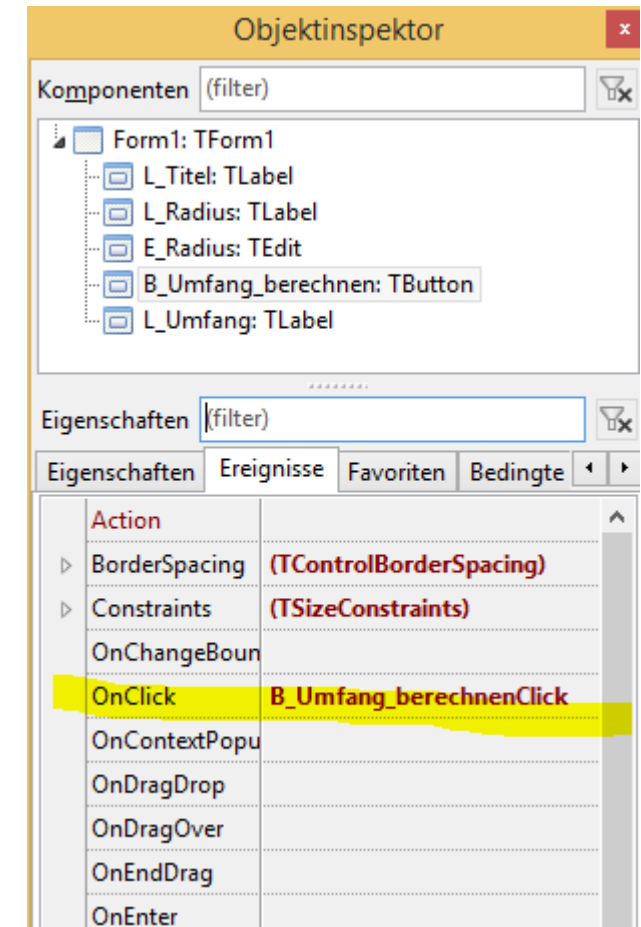 Objektinspektor x
Komponenten (filter)
Form1: TForm1
L_Titel: TLabel
L_Radius: TLabel
E_Radius: TEdit
B_Umfang_berechnen: TButton
L_Umfang: TLabel
Eigenschaften (filter)
Eigenschaften Ereignisse Favoriten Bedingte
Action
BorderSpacing (TControlBorderSpacing)
Constraints (TSizeConstraints)
OnChangeBoun
OnClick B_Umfang_berechnenClick
OnContextPopu
OnDragDrop
OnDragOver
OnEndDrag
OnEnter